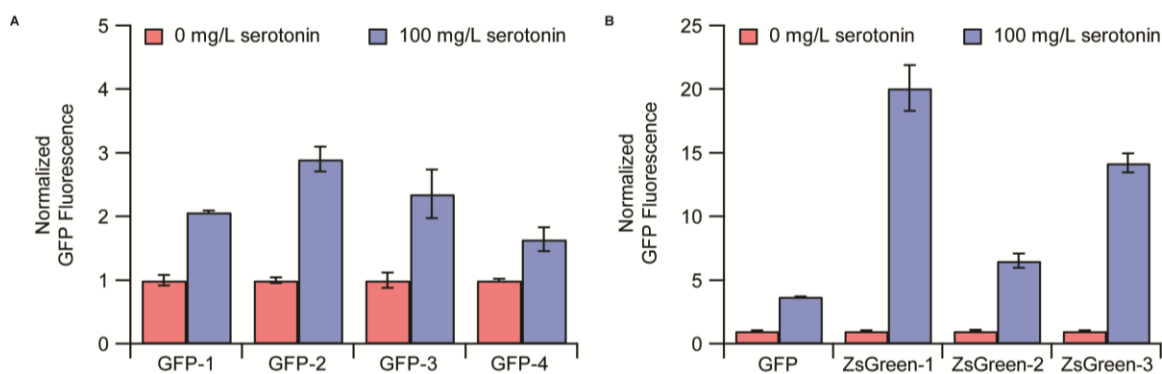 A
0 mg/L serotonin
100 mg/L serotonin
Normalized
GFP Fluorescence
5
4
3
2
1
0
GFP-1
GFP-2
GFP-3
GFP-4
B
0 mg/L serotonin
100 mg/L serotonin
Normalized
GFP Fluorescence
25
20
15
10
5
0
GFP
ZsGreen-1
ZsGreen-2
ZsGreen-3